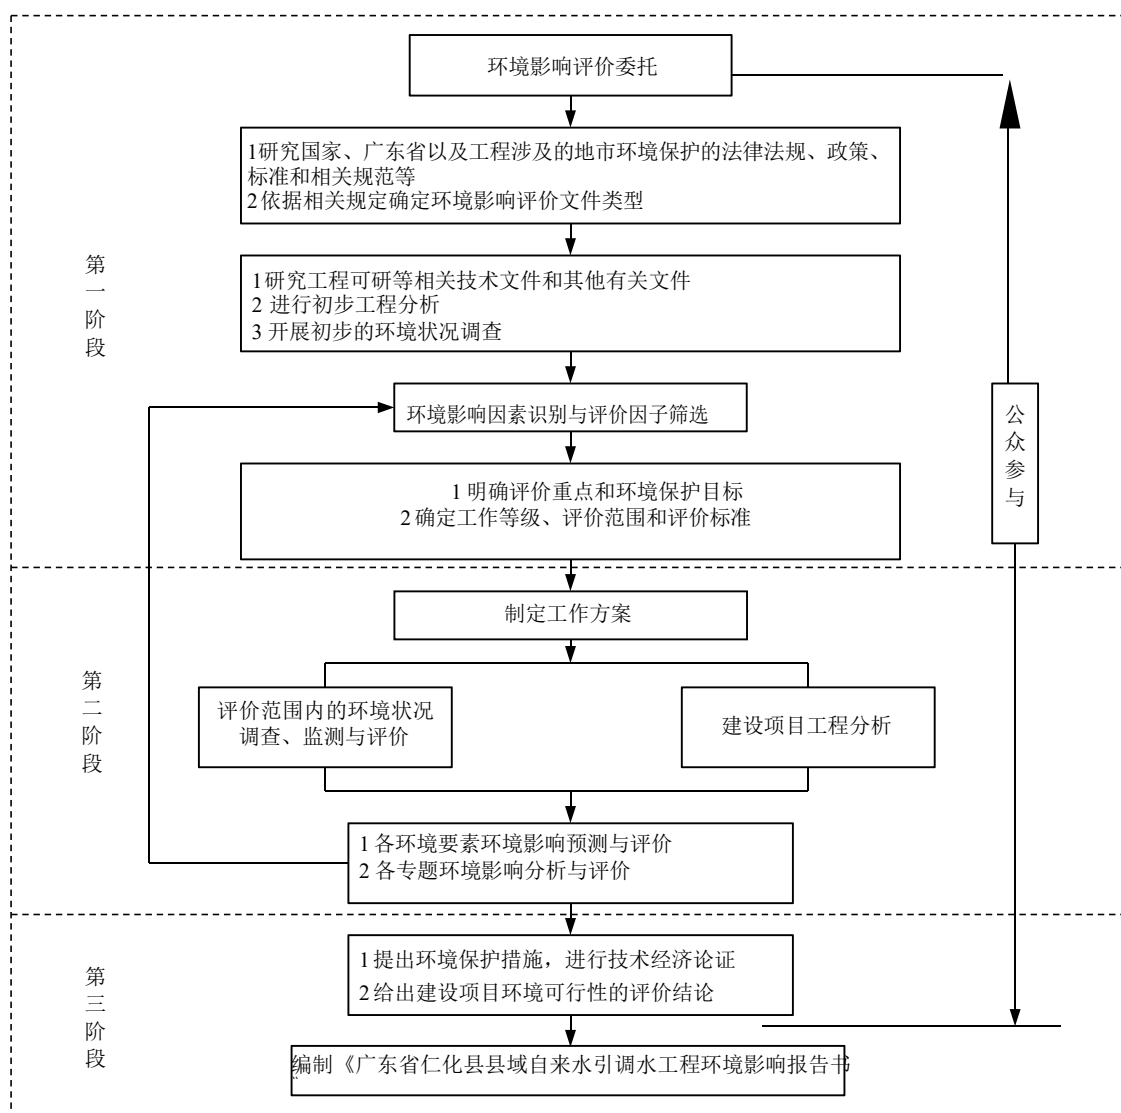 环境影响评价委托
1研究国家、广东省以及工程涉及的地市环境保护的法律法规、政策、
标准和相关规范等
2依据相关规定确定环境影响评价文件类型
第
一
阶
段
1研究工程可研等相关技术文件和其他有关文件
2 进行初步工程分析
3 开展初步的环境状况调查
环境影响因素识别与评价因子筛选
1 明确评价重点和环境保护目标
2 确定工作等级、评价范围和评价标准
公
众
参
与
第
二
阶
段
制定工作方案
评价范围内的环境状况
调查、监测与评价
建设项目工程分析
1 各环境要素环境影响预测与评价
2 各专题环境影响分析与评价
第
三
阶
段
1 提出环境保护措施，进行技术经济论证
2 给出建设项目环境可行性的评价结论
编制《广东省仁化县县域自来水引调水工程环境影响报告书